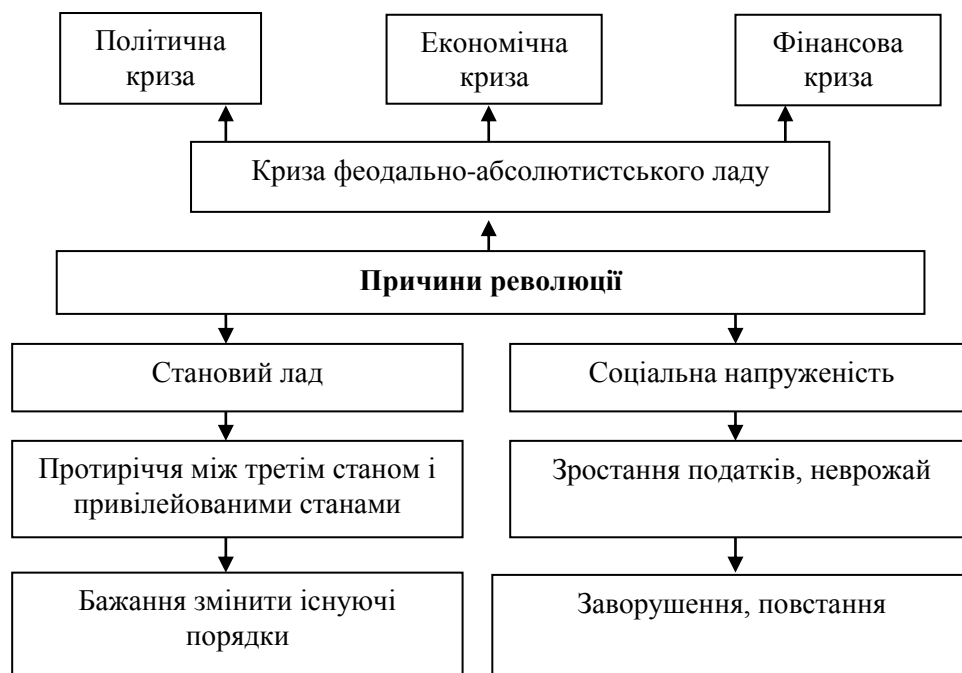 Політична
криза
Економічна
криза
Фінансова
криза
Криза феодально-абсолютистського ладу
Причини революції
Становий лад
Соціальна напруженість
Протиріччя між третім станом і
привілейованими станами
Зростання податків, неврожай
Бажання змінити існуючі
порядки
Заворушення, повстання